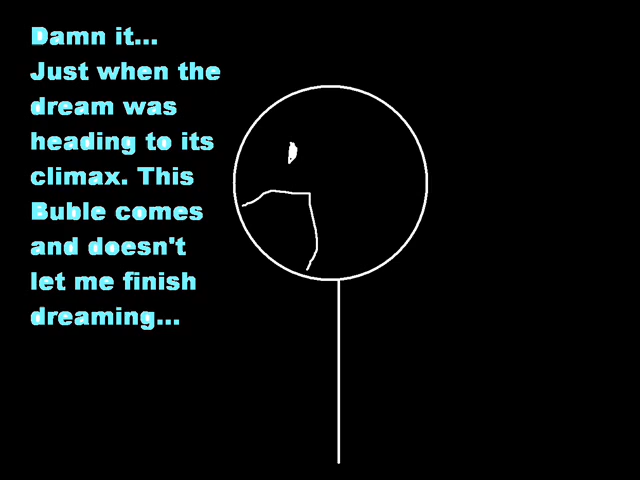 Damn it...
Just when the
dream was
heading to its
climax. This
Buble comes
and doesn't
let me finish
dreaming...